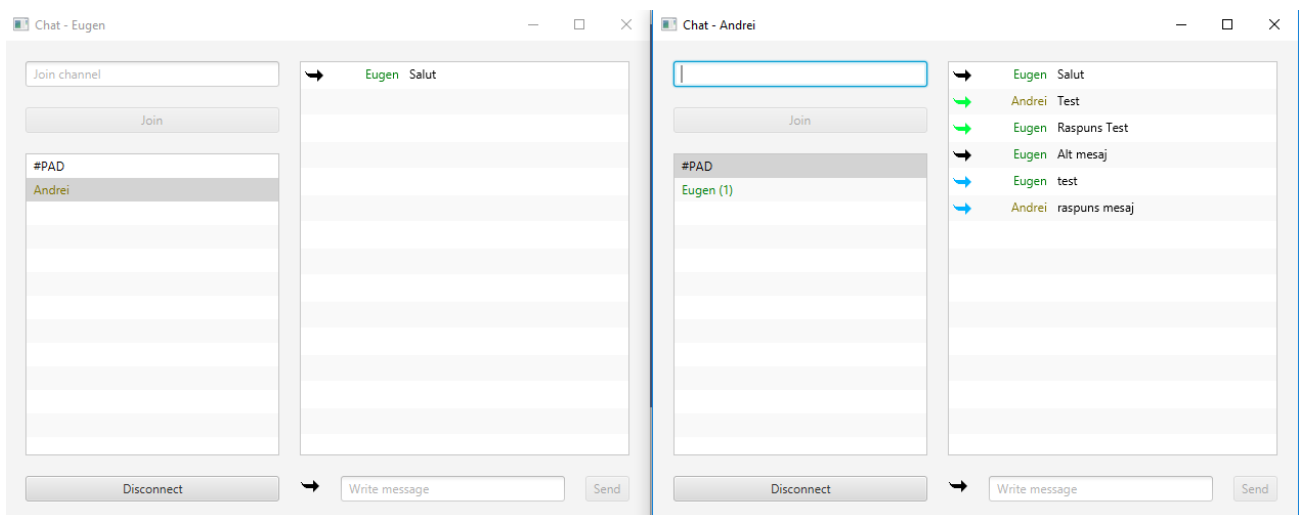 Chat - Eugen
Join channel
Join
#PAD
Andrei
Eugen Salut
Disconnect
Write message
Send
Chat - Andrei
Join
#PAD
Eugen (1)
Eugen Salut
Andrei Test
Eugen Raspuns Test
Eugen Alt mesaj
Eugen test
Andrei raspuns mesaj
Disconnect
Write message
Send